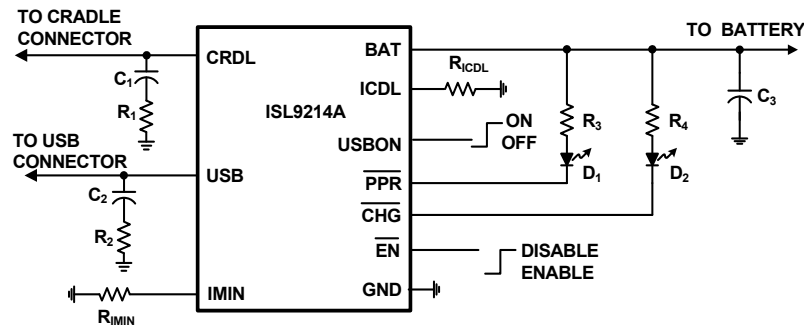 TO CRADLE
CONNECTOR
C1
R1
TO USB
CONNECTOR
C2
R2
RIMIN
CRDL
USB
IMIN
ISL9214A
BAT
ICDL
USBON
PPR
CHG
EN
GND
RICDL
ON
OFF
DISABLE
ENABLE
R3
D1
R4
D2
TO BATTERY
C3